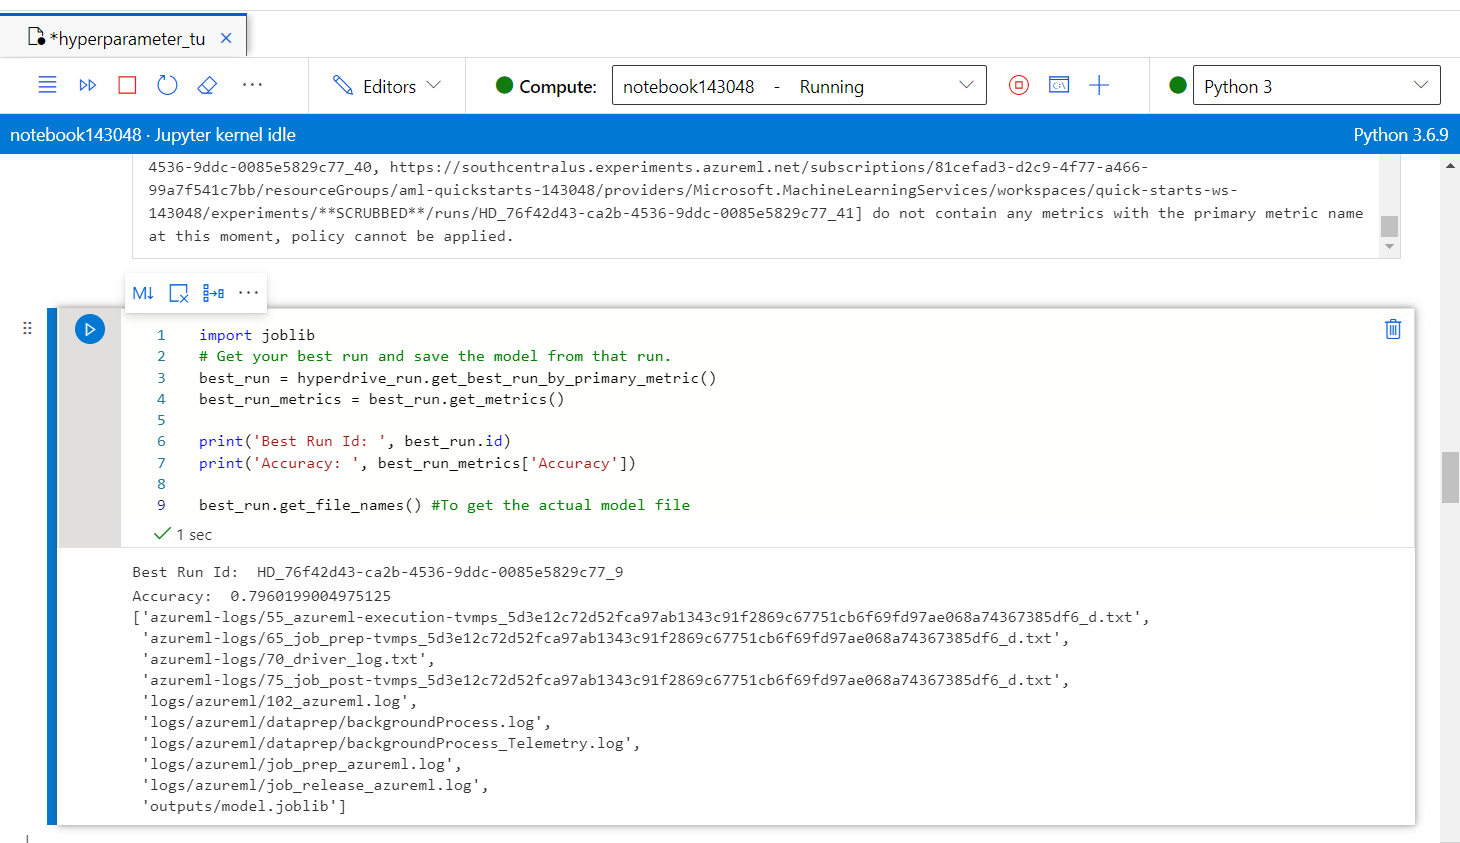 *hyperparameter_tu
Editors
Compute:
notebook143048 - Running
Python 3
notebook143048 · Jupyter kernel idle
Python 3.6.9
4536-9ddc-0085e5829c77_40, https://southcentralus.experiments.azureml.net/subscriptions/81cefad3-d2c9-4f77-a466-
99a7f541c7bb/resourceGroups/aml-quickstarts-143048/providers/Microsoft.MachineLearningServices/workspaces/quick-starts-ws-
143048/experiments/**SCRUBBED**/runs/HD_76f42d43-ca2b-4536-9ddc-0085e5829c77_41] do not contain any metrics with the primary metric name
at this moment, policy cannot be applied.
M↓
1 import joblib
2 # Get your best run and save the model from that run.
3 best_run = hyperdrive_run.get_best_run_by_primary_metric()
4 best_run_metrics = best_run.get_metrics()
5
6 print('Best Run Id: ', best_run.id)
7 print('Accuracy: ', best_run_metrics['Accuracy'])
8
9 best_run.get_file_names() #To get the actual model file
1 sec
Best Run Id:  HD_76f42d43-ca2b-4536-9ddc-0085e5829c77_9
Accuracy:  0.7960199004975125
['azureml-logs/55_azureml-execution-tvmps_5d3e12c72d52fca97ab1343c91f2869c67751cb6f69fd97ae068a74367385df6_d.txt',
'azureml-logs/65_job_prep-tvmps_5d3e12c72d52fca97ab1343c91f2869c67751cb6f69fd97ae068a74367385df6_d.txt',
'azureml-logs/70_driver_log.txt',
'azureml-logs/75_job_post-tvmps_5d3e12c72d52fca97ab1343c91f2869c67751cb6f69fd97ae068a74367385df6_d.txt',
'logs/azureml/102_azureml.log',
'logs/azureml/dataprep/backgroundProcess.log',
'logs/azureml/dataprep/backgroundProcess_Telemetry.log',
'logs/azureml/job_prep_azureml.log',
'logs/azureml/job_release_azureml.log',
'outputs/model.joblib']